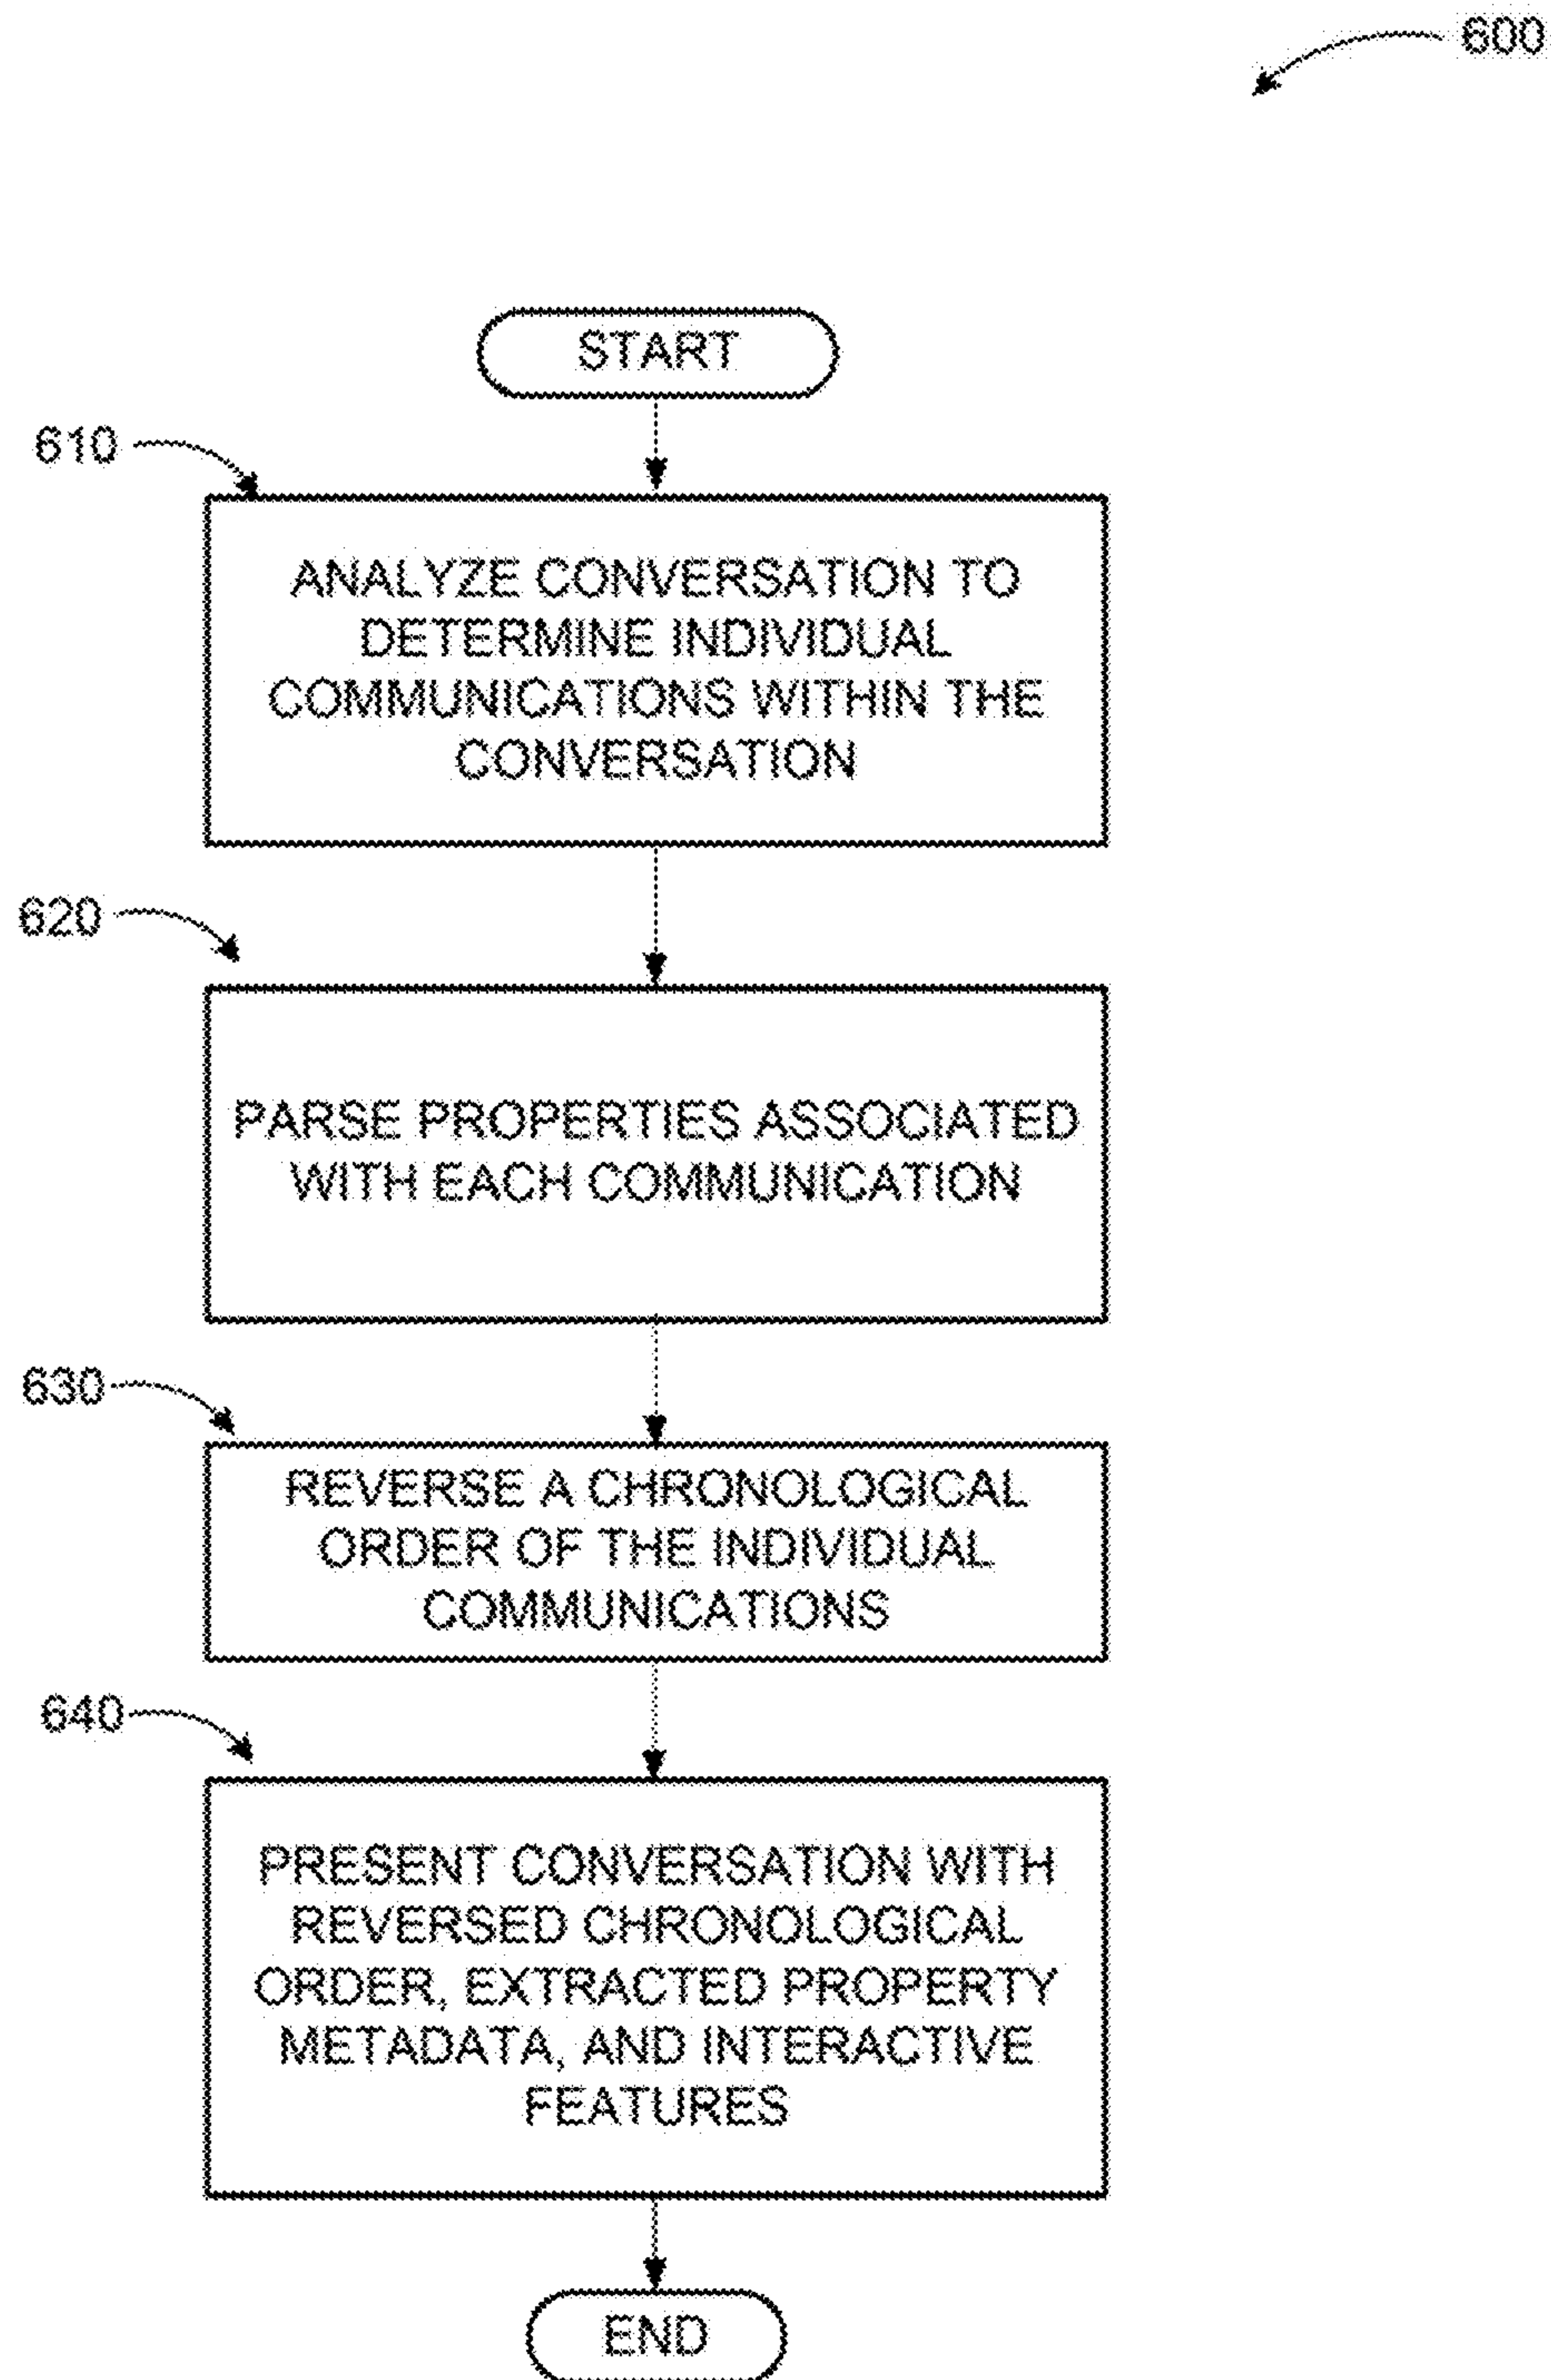 600
START
610
ANALYZE CONVERSATION TO
DETERMINE INDIVIDUAL
COMMUNICATIONS WITHIN THE
CONVERSATION
620
PARSE PROPERTIES ASSOCIATED
WITH EACH COMMUNICATION
630
REVERSE A CHRONOLOGICAL
ORDER OF THE INDIVIDUAL
COMMUNICATIONS
640
PRESENT CONVERSATION WITH
REVERSED CHRONOLOGICAL
ORDER, EXTRACTED PROPERTY
METADATA, AND INTERACTIVE
FEATURES
END